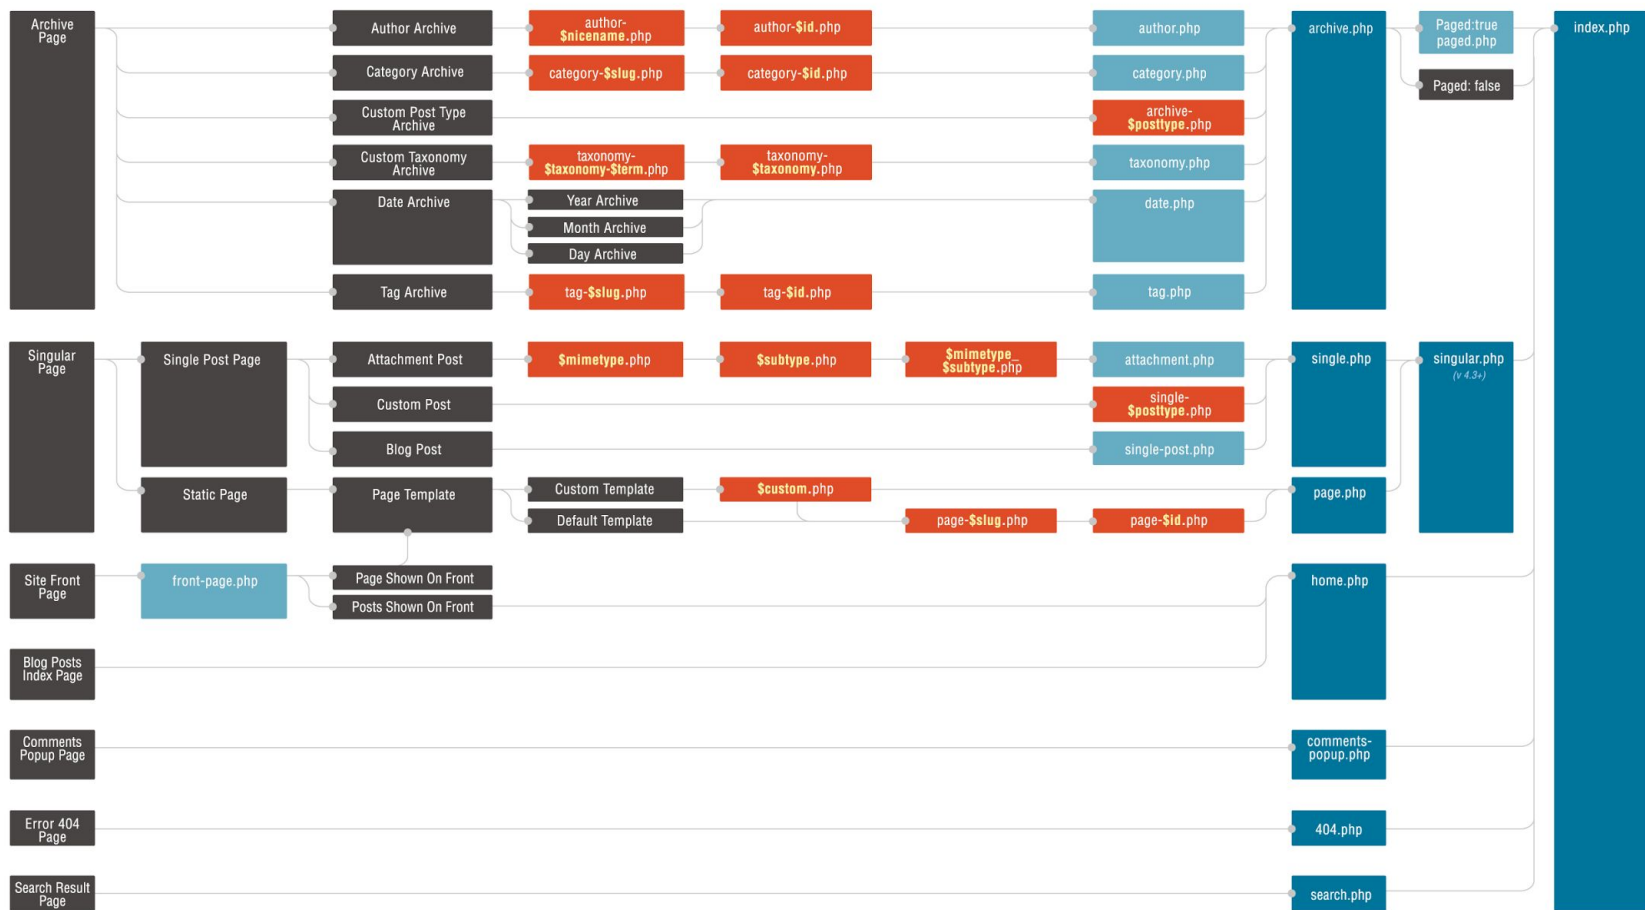 Archive
Page
Author Archive
author-
$nicename.php
author-$id.php
author.php
archive.php
Paged:true
paged.php
index.php
Category Archive
category-$slug.php
category-$id.php
category.php
Paged: false
Custom Post Type
Archive
archive-
$posttype.php
Custom Taxonomy
Archive
taxonomy-
$taxonomy-$term.php
taxonomy-
$taxonomy.php
taxonomy.php
Date Archive
Year Archive
date.php
Month Archive
Day Archive
Tag Archive
tag-$slug.php
tag-$id.php
tag.php
Singular
Page
Single Post Page
Attachment Post
$mimetype.php
$subtype.php
$mimetype_
$subtype.php
attachment.php
single.php
singular.php
(v 4.3+)
Custom Post
single-
$posttype.php
Blog Post
single-post.php
Static Page
Page Template
Custom Template
$custom.php
page.php
Default Template
page-$slug.php
page-$id.php
Site Front
Page
front-page.php
Page Shown On Front
home.php
Posts Shown On Front
Blog Posts
Index Page
Comments
Popup Page
comments-
popup.php
Error 404
Page
404.php
Search Result
Page
search.php